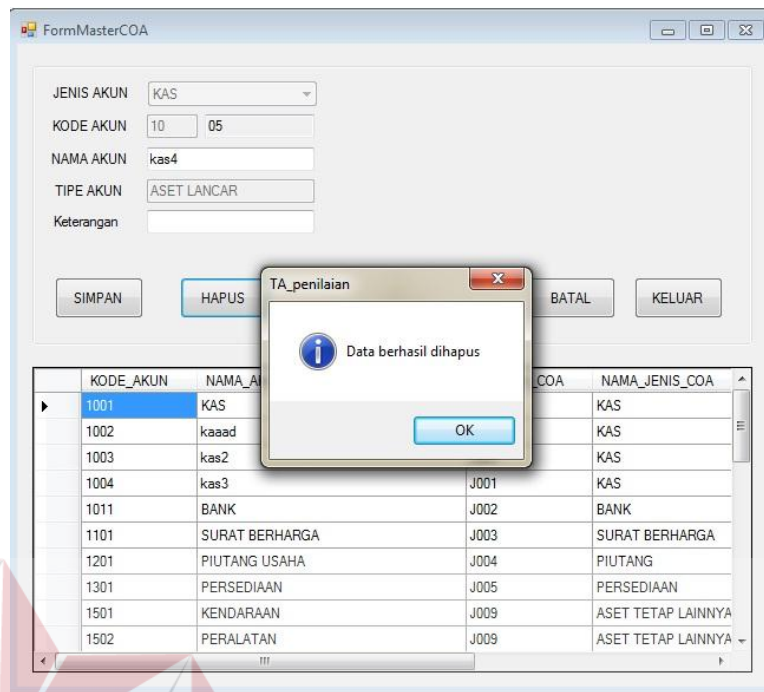 FormMasterCOA
JENIS AKUN KAS
KODE AKUN 10 05
NAMA AKUN kas4
TIPE AKUN ASET LANCAR
Keterangan
SIMPAN HAPUS BATAL KELUAR
TA_penilaian
Data berhasil dihapus
OK
KODE_AKUN NAMA_A COA NAMA_JENIS_COA
1001 KAS KAS
1002 kaaad KAS
1003 kas2 KAS
1004 kas3 J001 KAS
1011 BANK J002 BANK
1101 SURAT BERHARGA J003 SURAT BERHARGA
1201 PIUTANG USAHA J004 PIUTANG
1301 PERSEDIAAN J005 PERSEDIAAN
1501 KENDARAAN J009 ASET TETAP LAINNYA
1502 PERALATAN J009 ASET TETAP LAINNYA